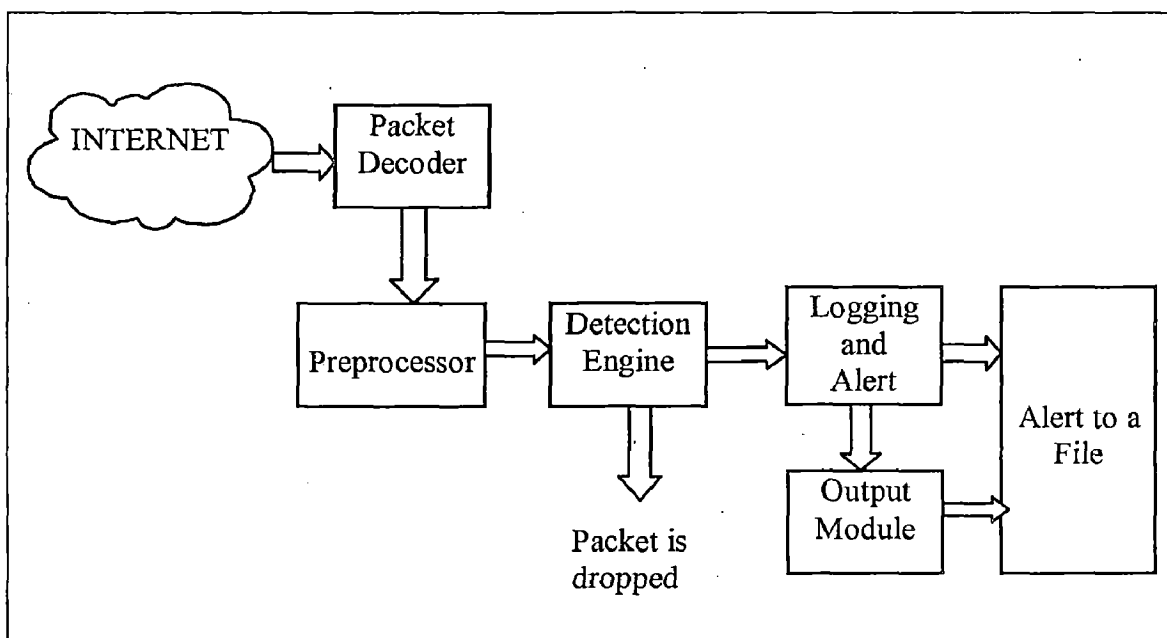 INTERNET
Packet
Decoder
Preprocessor
Detection
Engine
Logging
and
Alert
Alert to a
File
Output
Module
Packet is
dropped